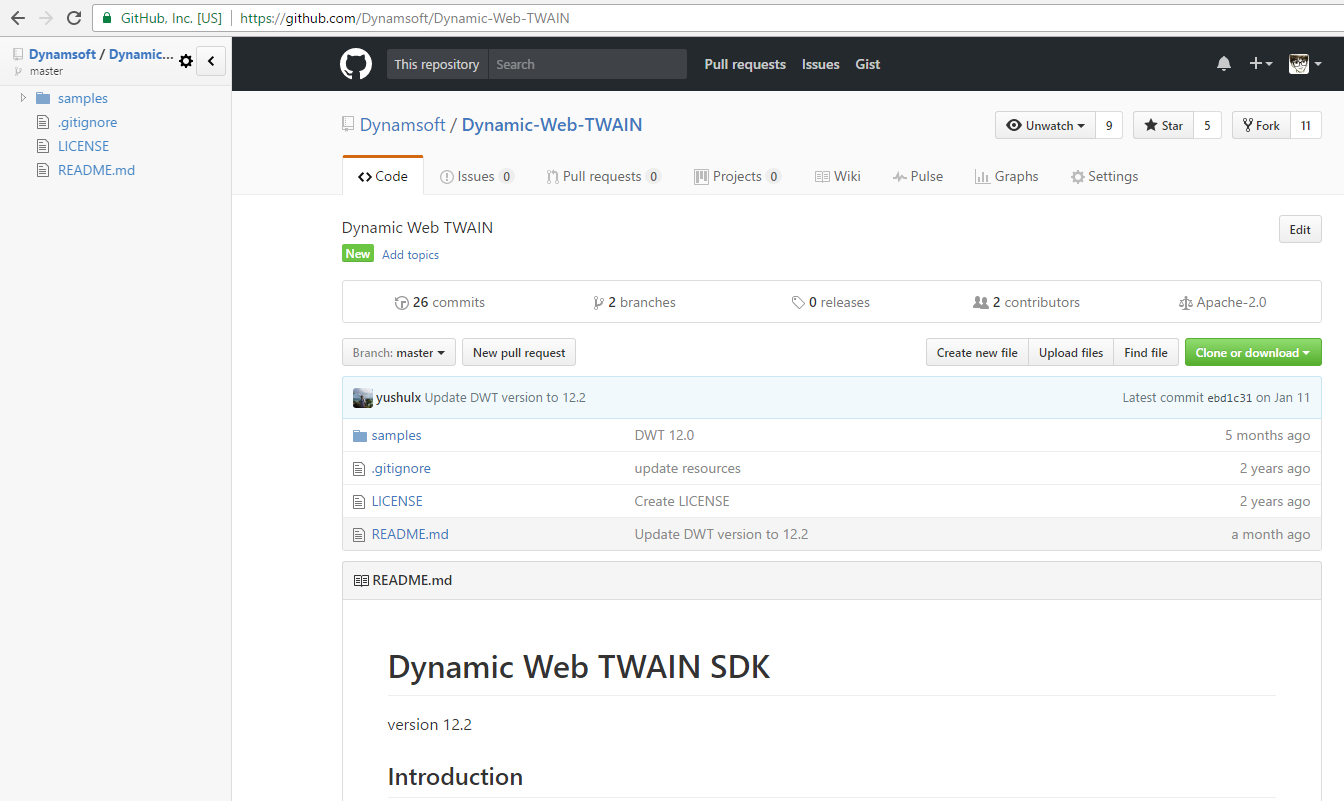 GitHub, Inc. [US] https://github.com/Dynamsoft/Dynamic-Web-TWAIN
Dynamsoft / Dynamic...
master
samples
.gitignore
LICENSE
README.md
This repository Search Pull requests Issues Gist
Dynamsoft / Dynamic-Web-TWAIN Unwatch 9 Star 5 Fork 11
Code Issues 0 Pull requests 0 Projects 0 Wiki Pulse Graphs Settings
Dynamic Web TWAIN Edit
New Add topics
26 commits 2 branches 0 releases 2 contributors Apache-2.0
Branch: master New pull request Create new file Upload files Find file Clone or download
yushulx Update DWT version to 12.2 Latest commit ebd1c31 on Jan 11
samples DWT 12.0 5 months ago
.gitignore update resources 2 years ago
LICENSE Create LICENSE 2 years ago
README.md Update DWT version to 12.2 a month ago
README.md
Dynamic Web TWAIN SDK
version 12.2
Introduction